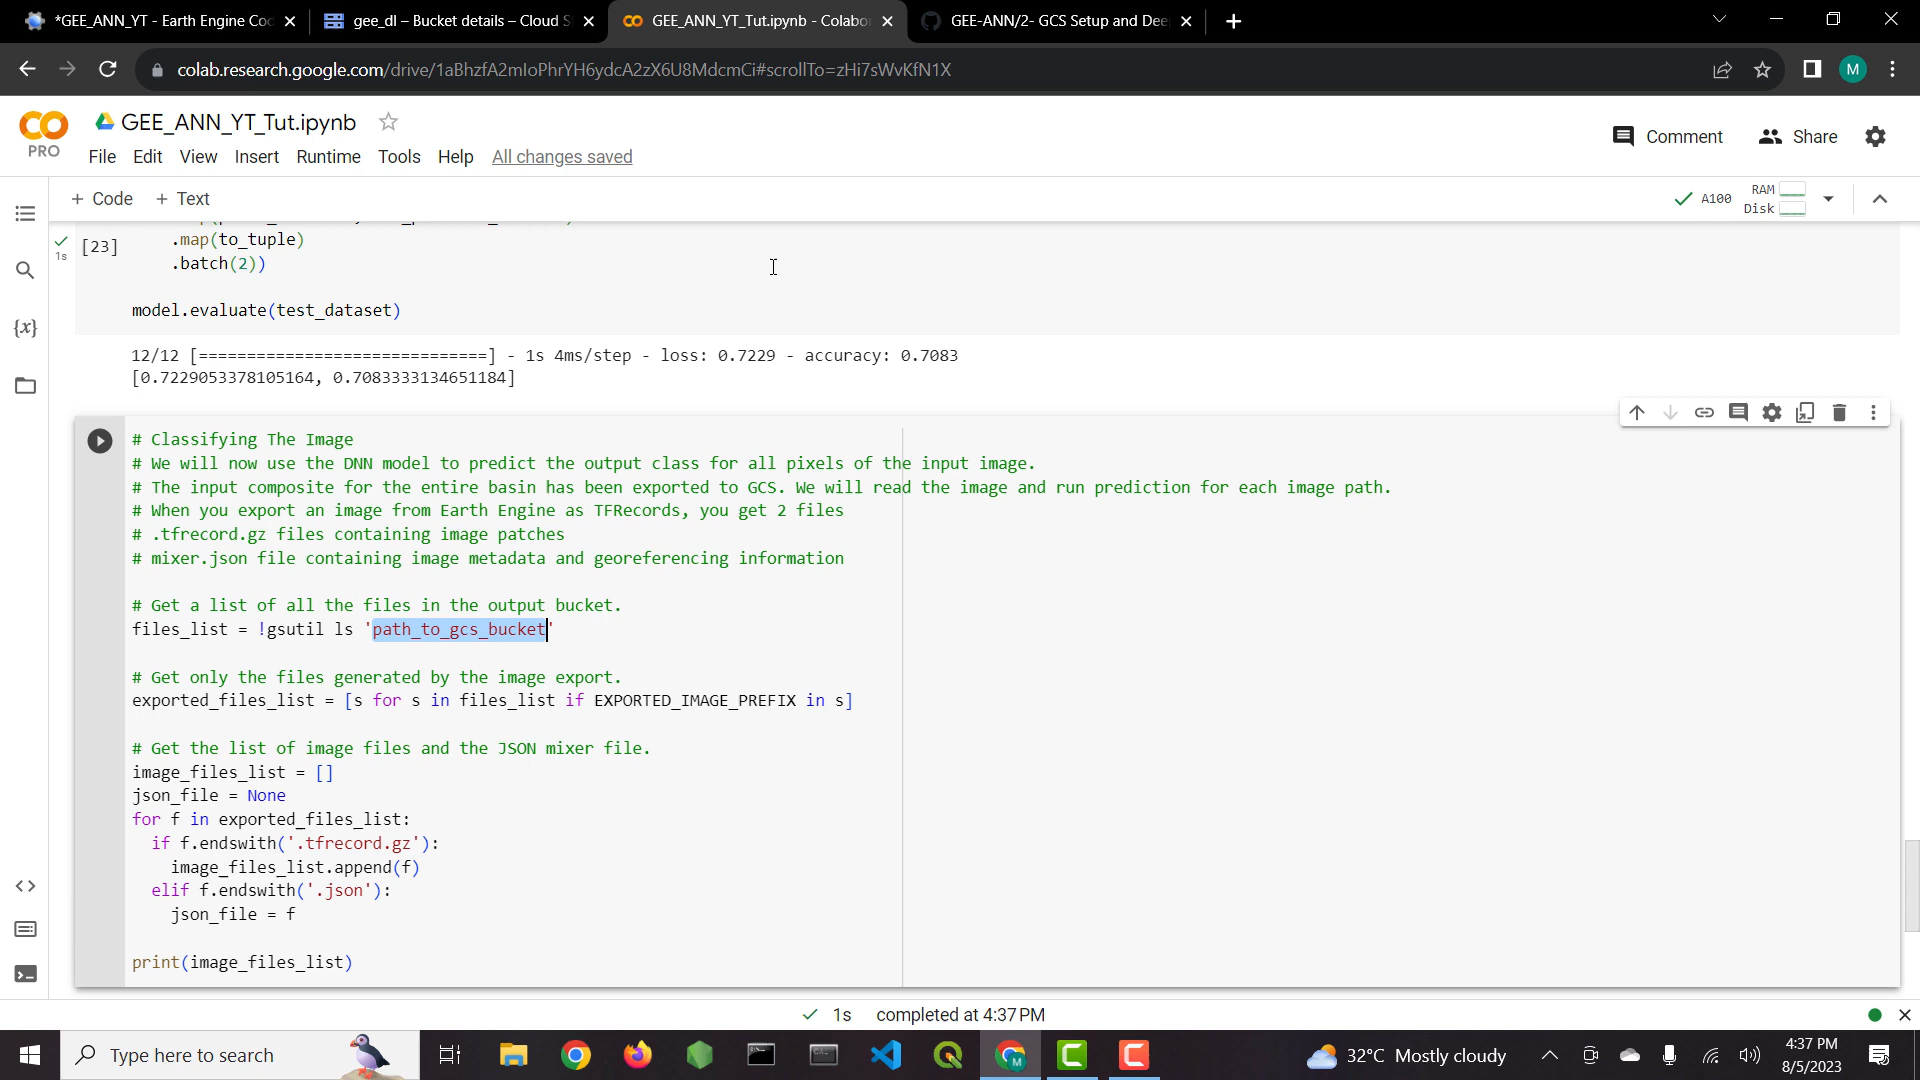 *GEE_ANN_YT - Earth Engine Co
gee_dl – Bucket details – Cloud S
GEE_ANN_YT_Tut.ipynb - Colabo
GEE-ANN/2- GCS Setup and Dee
colab.research.google.com/drive/1aBhzfA2mIoPhrYH6ydcA2zX6U8MdcmCi#scrollTo=zHi7sWvKfN1X
M
PRO
GEE_ANN_YT_Tut.ipynb
File Edit View Insert Runtime Tools Help All changes saved
Comment
Share
+ Code + Text
A100
RAM
Disk
1s
[23]
.map(to_tuple)
.batch(2))
model.evaluate(test_dataset)
12/12 [==============================] - 1s 4ms/step - loss: 0.7229 - accuracy: 0.7083
[0.7229053378105164, 0.7083333134651184]
# Classifying The Image
# We will now use the DNN model to predict the output class for all pixels of the input image.
# The input composite for the entire basin has been exported to GCS. We will read the image and run prediction for each image path.
# When you export an image from Earth Engine as TFRecords, you get 2 files
# .tfrecord.gz files containing image patches
# mixer.json file containing image metadata and georeferencing information
# Get a list of all the files in the output bucket.
files_list = !gsutil ls 'path_to_gcs_bucket'
# Get only the files generated by the image export.
exported_files_list = [s for s in files_list if EXPORTED_IMAGE_PREFIX in s]
# Get the list of image files and the JSON mixer file.
image_files_list = []
json_file = None
for f in exported_files_list:
if f.endswith('.tfrecord.gz'):
image_files_list.append(f)
elif f.endswith('.json'):
json_file = f
print(image_files_list)
1s completed at 4:37 PM
Type here to search
32°C Mostly cloudy
4:37 PM
8/5/2023